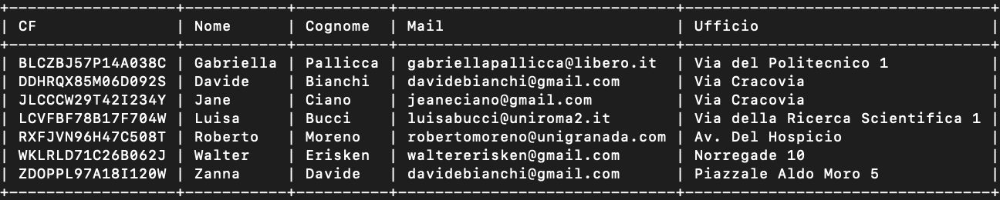 | CF | Nome | Cognome | Mail | Ufficio |
| BLCZBJ57P14A038C | Gabriella | Pallicca | gabriellapallicca@libero.it | Via del Politecnico 1 |
| DDHRQX85M06D092S | Davide | Bianchi | davidebianchi@gmail.com | Via Cracovia |
| JLCCCW29T42I234Y | Jane | Ciano | jeaneciano@gmail.com | Via Cracovia |
| LCVFBF78B17F704W | Luisa | Bucci | luisabucci@uniroma2.it | Via della Ricerca Scientifica 1 |
| RXFJVN96H47C508T | Roberto | Moreno | robertomoreno@unigranada.com | Av. Del Hospicio |
| WKLRLD71C26B062J | Walter | Erisken | waltererisken@gmail.com | Norregade 10 |
| ZDOPPL97A18I120W | Zanna | Davide | davidebianchi@gmail.com | Piazzale Aldo Moro 5 |